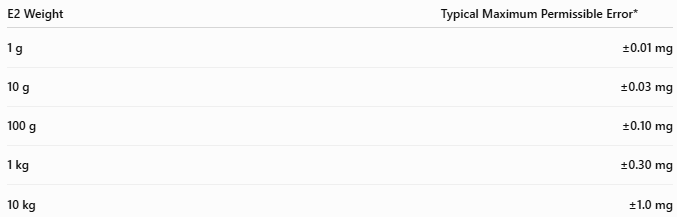 E2 Weight Typical Maximum Permissible Error*
1 g ±0.01 mg
10 g ±0.03 mg
100 g ±0.10 mg
1 kg ±0.30 mg
10 kg ±1.0 mg